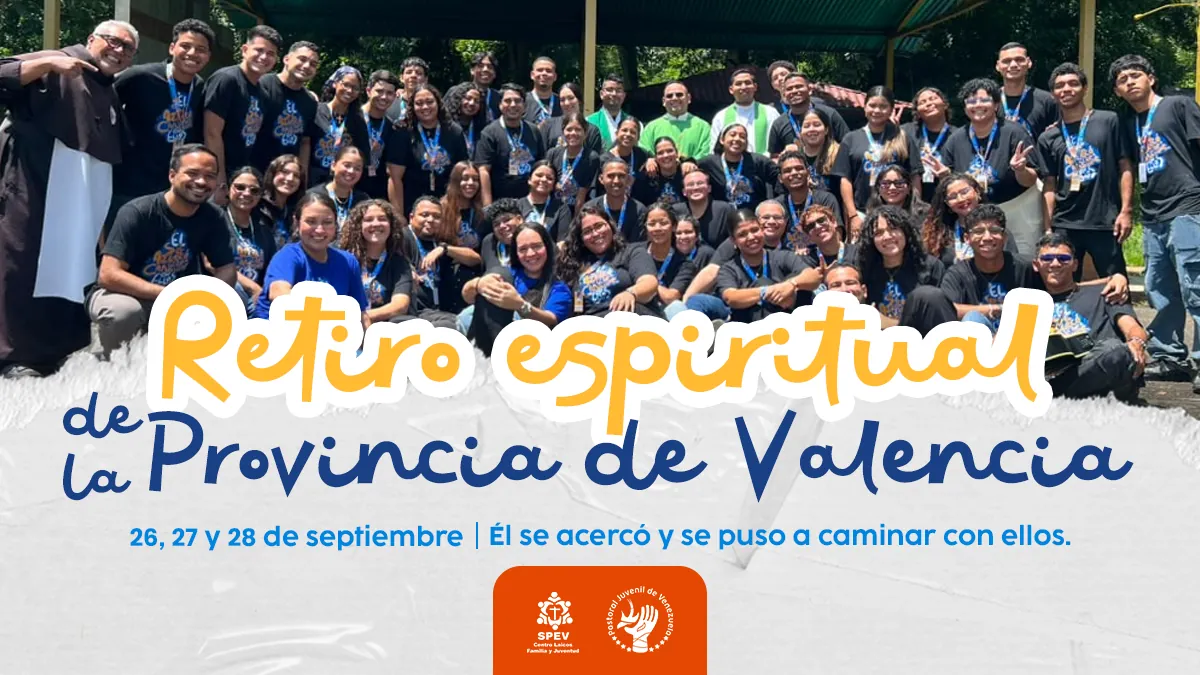 Retiro espiritual
de la Provincia de Valencia
26, 27 y 28 de septiembre | Él se acercó y se puso a caminar con ellos.
SPEV
Centro Laicos
Familia y Juventud
Pastoral Juvenil de Venezuela